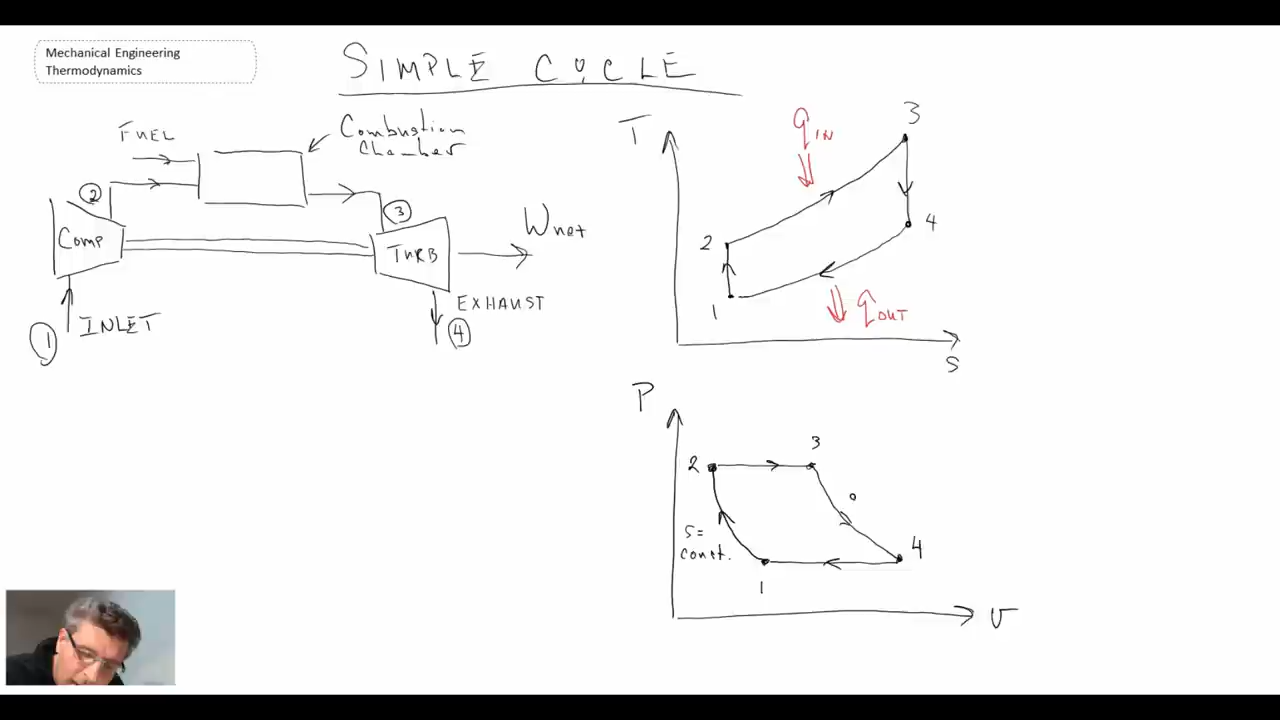 Mechanical Engineering
Thermodynamics
SIMPLE CYCLE
FUEL
Combustion
Chamber
2
3
Comp
TURB
Wnet
EXHAUST
4
1
INLET
T
qIN
3
2
4
1
qOUT
s
P
2
3
s=
const.
4
1
v